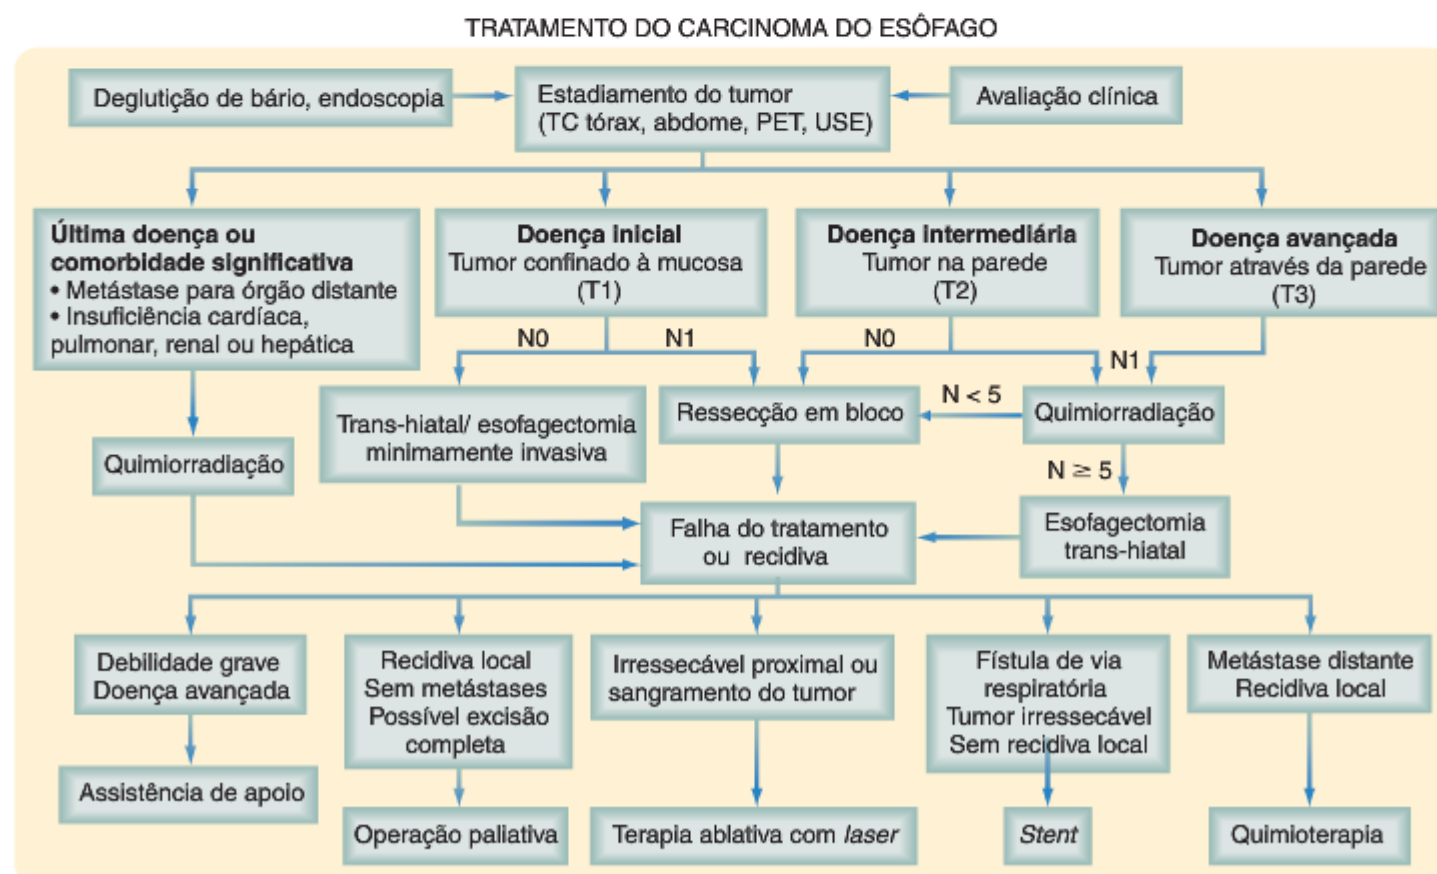 TRATAMENTO DO CARCINOMA DO ESÔFAGO
Deglutição de bário, endoscopia
Estadiamento do tumor
(TC tórax, abdome, PET, USE)
Avaliação clínica
Última doença ou
comorbidade significativa
• Metástase para órgão distante
• Insuficiência cardíaca,
pulmonar, renal ou hepática
Doença inicial
Tumor confinado à mucosa
(T1)
Doença intermediária
Tumor na parede
(T2)
Doença avançada
Tumor através da parede
(T3)
N0
N1
N0
N1
Quimiorradiação
Trans-hiatal/ esofagectomia
minimamente invasiva
Ressecção em bloco
N < 5
Quimiorradiação
N ≥ 5
Falha do tratamento
ou recidiva
Esofagectomia
trans-hiatal
Debilidade grave
Doença avançada
Recidiva local
Sem metástases
Possível excisão
completa
Irressecável proximal ou
sangramento do tumor
Fístula de via
respiratória
Tumor irressecável
Sem recidiva local
Metástase distante
Recidiva local
Assistência de apoio
Operação paliativa
Terapia ablativa com laser
Stent
Quimioterapia